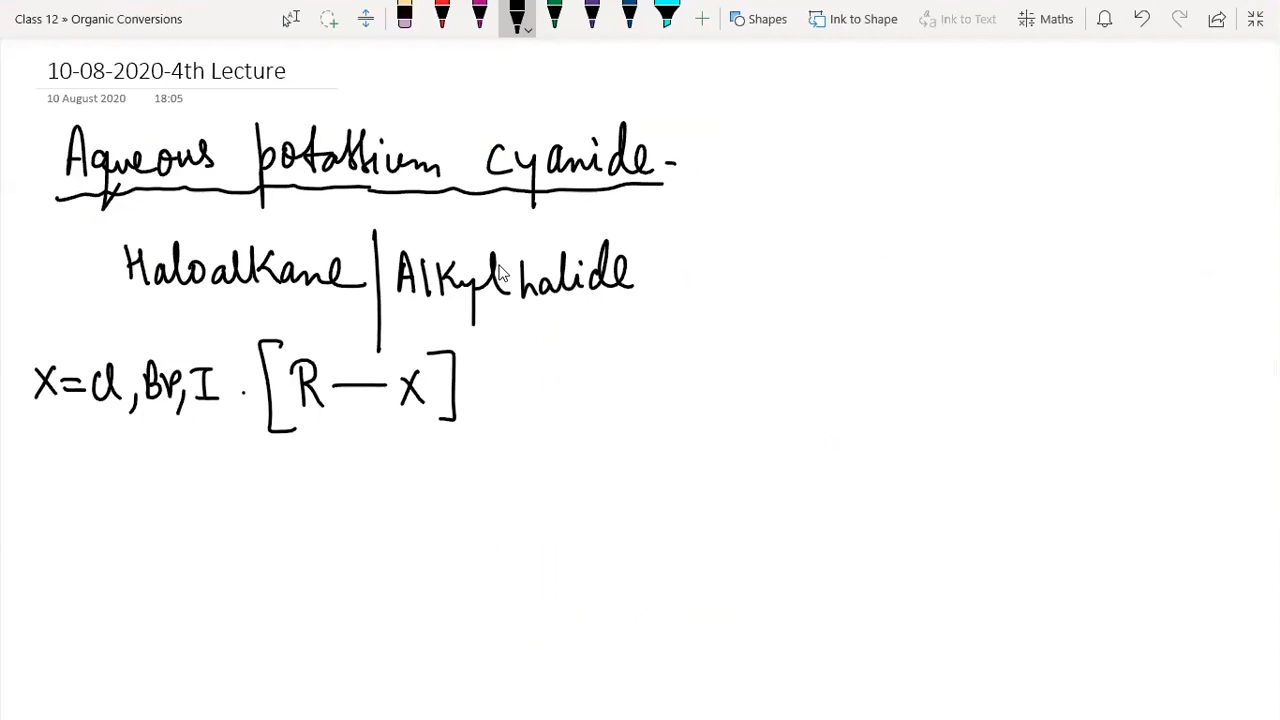 Class 12 » Organic Conversions
Shapes Ink to Shape Ink to Text Maths
10-08-2020-4th Lecture
10 August 2020 18:05
Aqueous potassium cyanide-
Haloalkane | Alkyl halide
X=Cl, Br, I . [R — X]